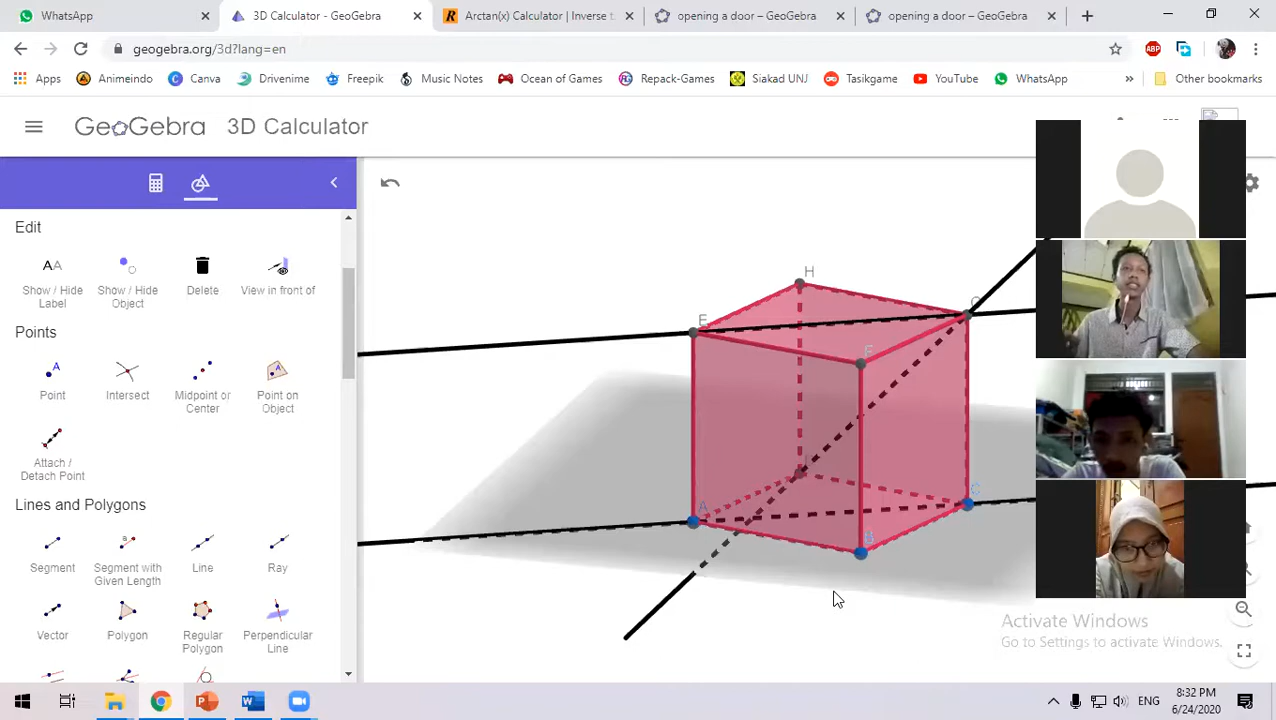 WhatsApp
3D Calculator - GeoGebra
Arctan(x) Calculator | Inverse t
opening a door – GeoGebra
opening a door – GeoGebra
geogebra.org/3d?lang=en
ABP
Apps
Animeindo
Canva
Drivenime
Freepik
Music Notes
Ocean of Games
Repack-Games
Siakad UNJ
Tasikgame
YouTube
WhatsApp
»
Other bookmarks
GeoGebra
3D Calculator
Edit
AA
Show / Hide
Label
Show / Hide
Object
Delete
View in front of
Points
A
Point
Intersect
Midpoint or
Center
A
Point on
Object
Attach /
Detach Point
Lines and Polygons
Segment
a
Segment with
Given Length
Line
Ray
Vector
Polygon
Regular
Polygon
Perpendicular
Line
H
E
F
A
B
C
Activate Windows
Go to Settings to activate Windows.
ENG
8:32 PM
6/24/2020